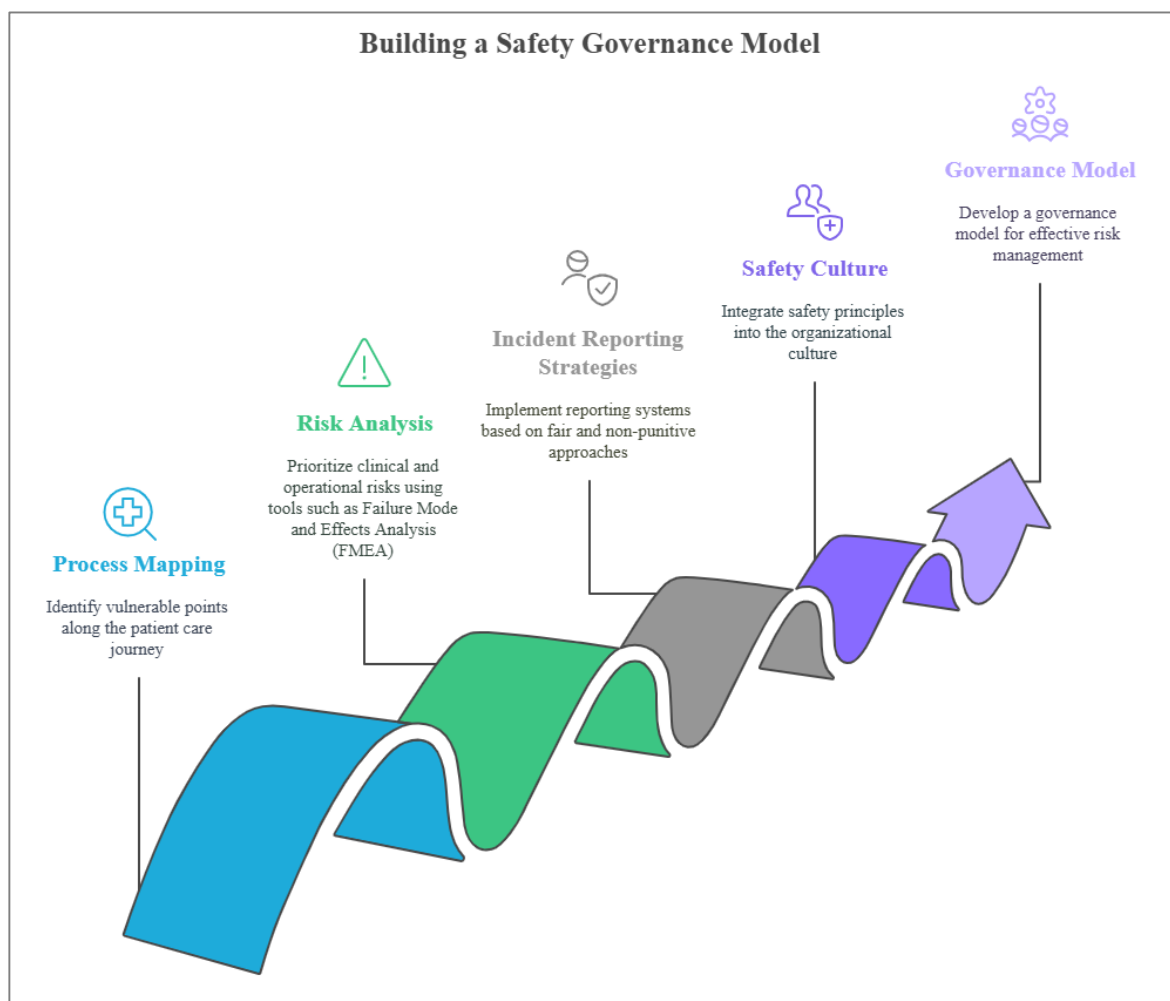 Building a Safety Governance Model
Process Mapping
Identify vulnerable points
along the patient care
journey
Risk Analysis
Prioritize clinical and
operational risks using
tools such as Failure Mode
and Effects Analysis
(FMEA)
Incident Reporting
Strategies
Implement reporting systems
based on fair and non-punitive
approaches
Safety Culture
Integrate safety principles
into the organizational
culture
Governance Model
Develop a governance
model for effective risk
management